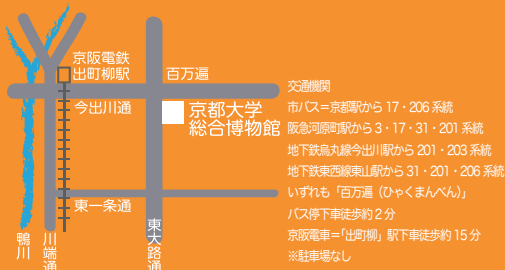 京阪電鉄
出町柳駅
百万遍
今出川通
京都大学
総合博物館
東一条通
鴨川
川端通
東大路通
交通機関
市バス＝京都駅から 17・206 系統
阪急河原町駅から 3・17・31・201 系統
地下鉄烏丸線今出川駅から 201・203 系統
地下鉄東西線東山駅から 31・201・206 系統
いずれも「百万遍（ひゃくまんべん）」
バス停下車徒歩約 2 分
京阪電車＝「出町柳」駅下車徒歩約 15 分
※駐車場なし